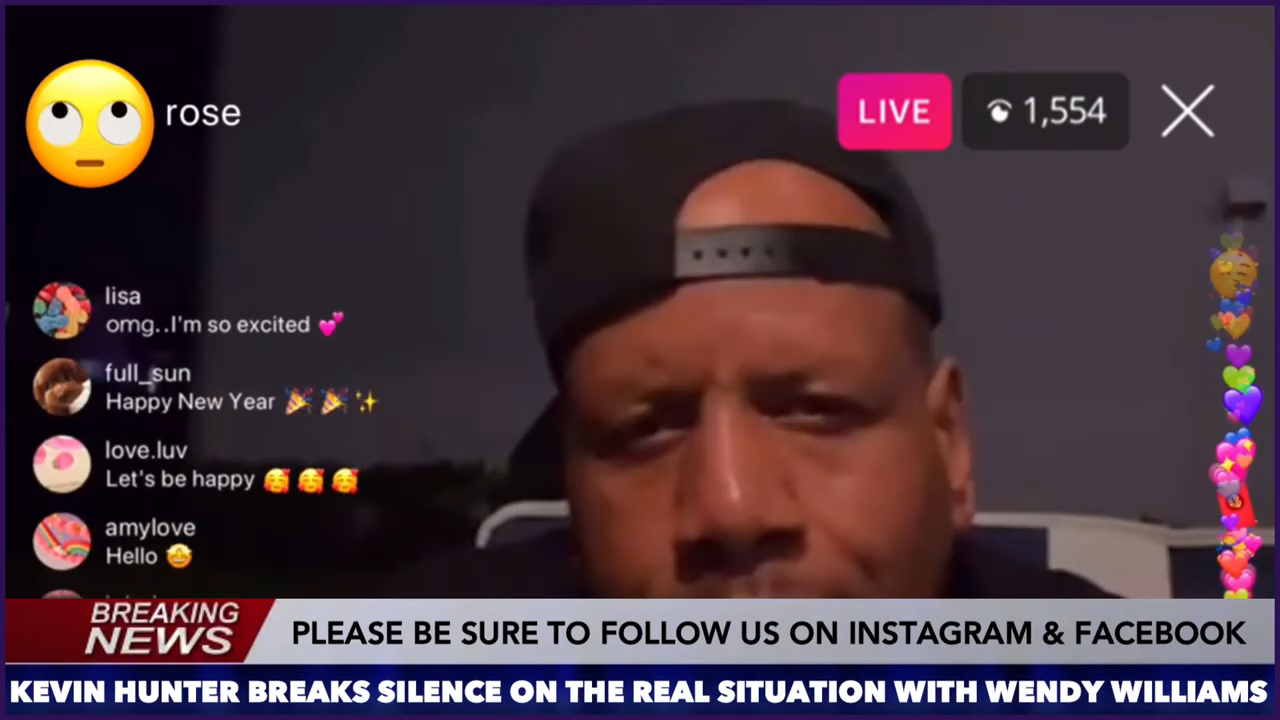 rose
LIVE
1,554
lisa
omg..I'm so excited 💕
full_sun
Happy New Year 🎉 🎉 ✨
love.luv
Let's be happy 🥰 🥰 🥰
amylove
Hello 🤩
BREAKING
NEWS
PLEASE BE SURE TO FOLLOW US ON INSTAGRAM & FACEBOOK
KEVIN HUNTER BREAKS SILENCE ON THE REAL SITUATION WITH WENDY WILLIAMS